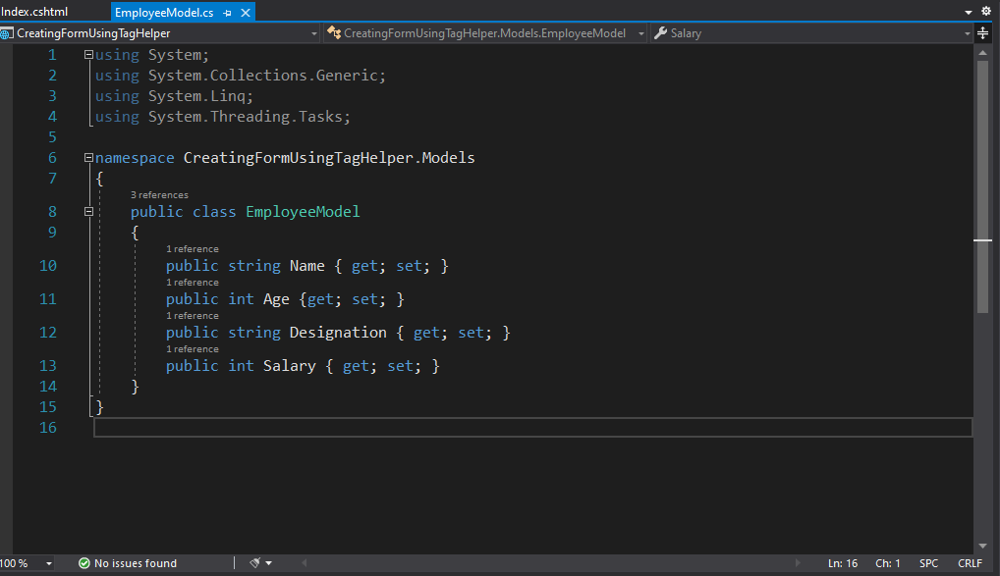 Index.cshtml EmployeeModel.cs
CreatingFormUsingTagHelper CreatingFormUsingTagHelper.Models.EmployeeModel Salary
1 using System;
2 using System.Collections.Generic;
3 using System.Linq;
4 using System.Threading.Tasks;
5
6 namespace CreatingFormUsingTagHelper.Models
7 {
3 references
8 public class EmployeeModel
9 {
1 reference
10 public string Name { get; set; }
1 reference
11 public int Age {get; set; }
1 reference
12 public string Designation { get; set; }
1 reference
13 public int Salary { get; set; }
14 }
15 }
16
100 % No issues found Ln: 16 Ch: 1 SPC CRLF